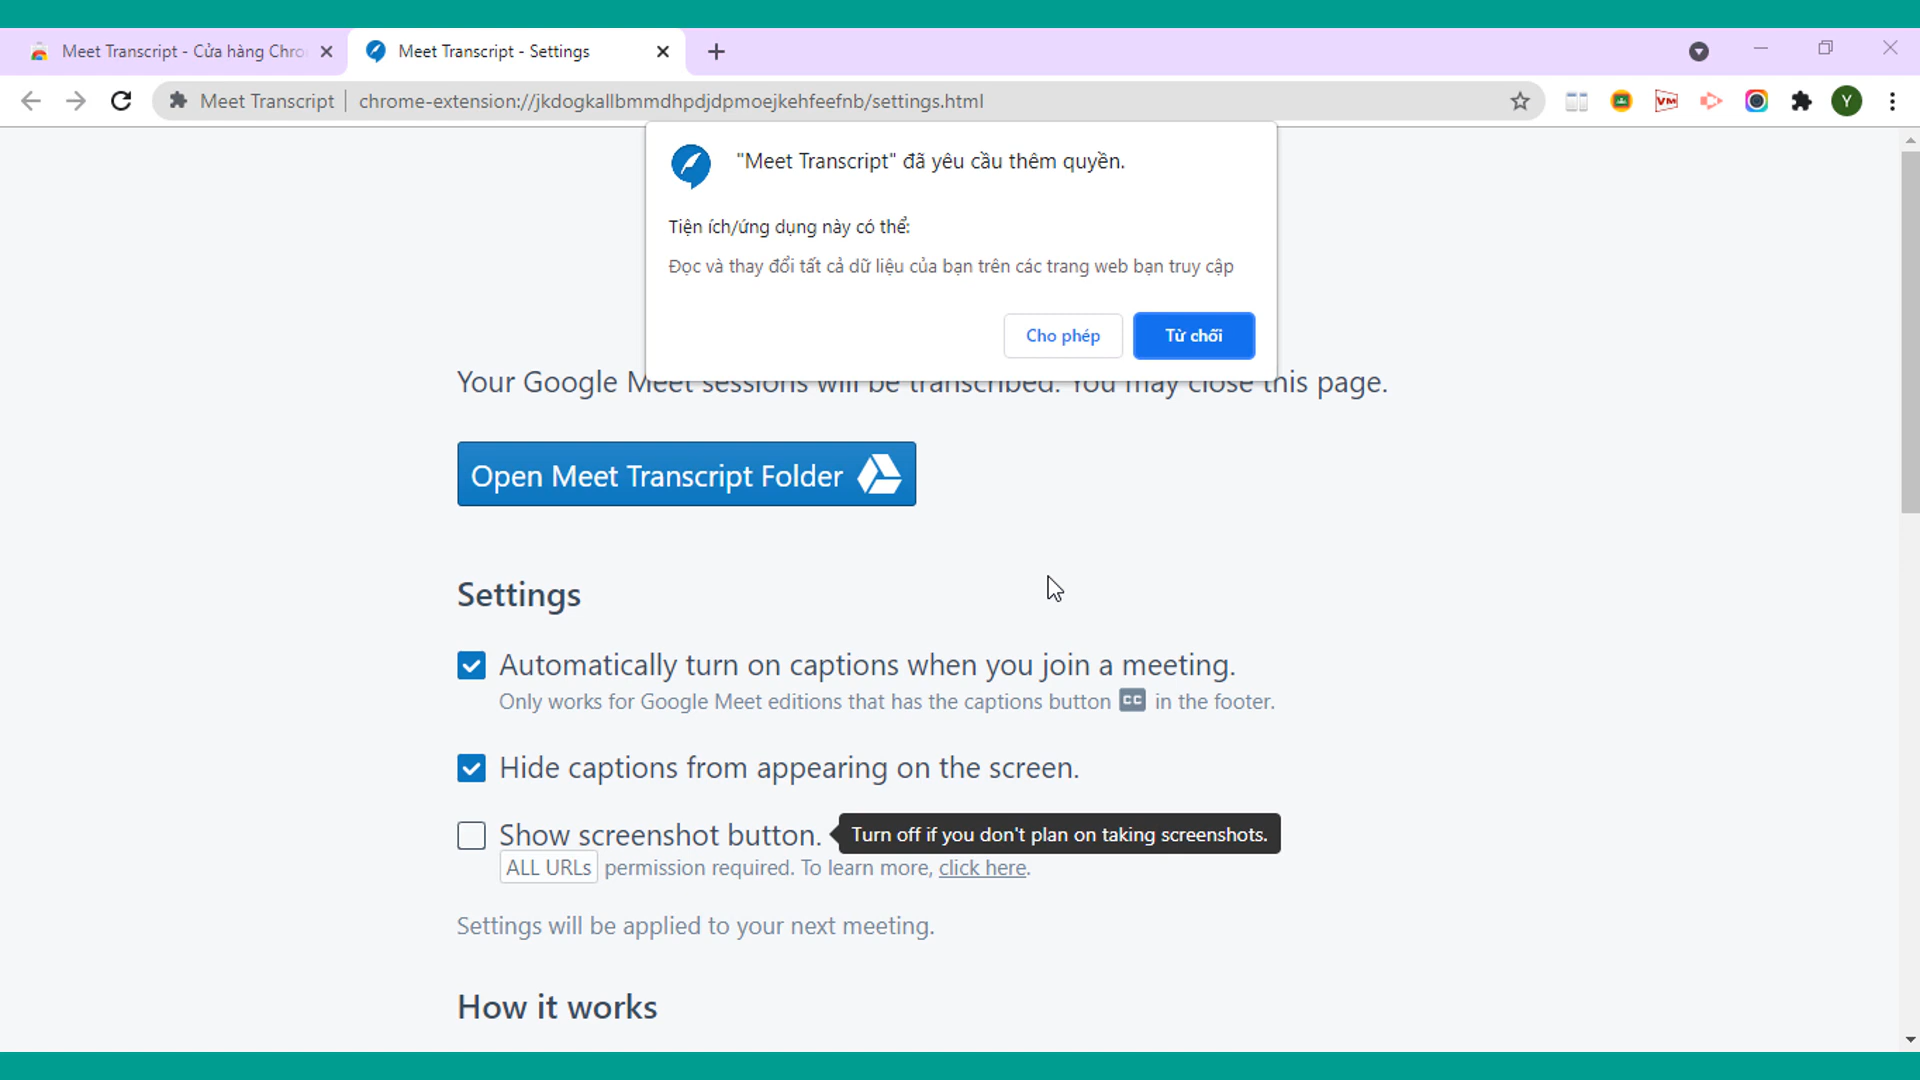 Meet Transcript - Cửa hàng Chro
Meet Transcript - Settings
Meet Transcript
chrome-extension://jkdogkallbmmdhpdjdpmoejkehfeefnb/settings.html
VM
Y
"Meet Transcript" đã yêu cầu thêm quyền.
Tiện ích/ứng dụng này có thể:
Đọc và thay đổi tất cả dữ liệu của bạn trên các trang web bạn truy cập
Cho phép
Từ chối
Your Google Meet sessions will be transcribed. You may close this page.
Open Meet Transcript Folder
Settings
Automatically turn on captions when you join a meeting.
Only works for Google Meet editions that has the captions button CC in the footer.
Hide captions from appearing on the screen.
Show screenshot button.
Turn off if you don't plan on taking screenshots.
ALL URLs permission required. To learn more, click here.
Settings will be applied to your next meeting.
How it works